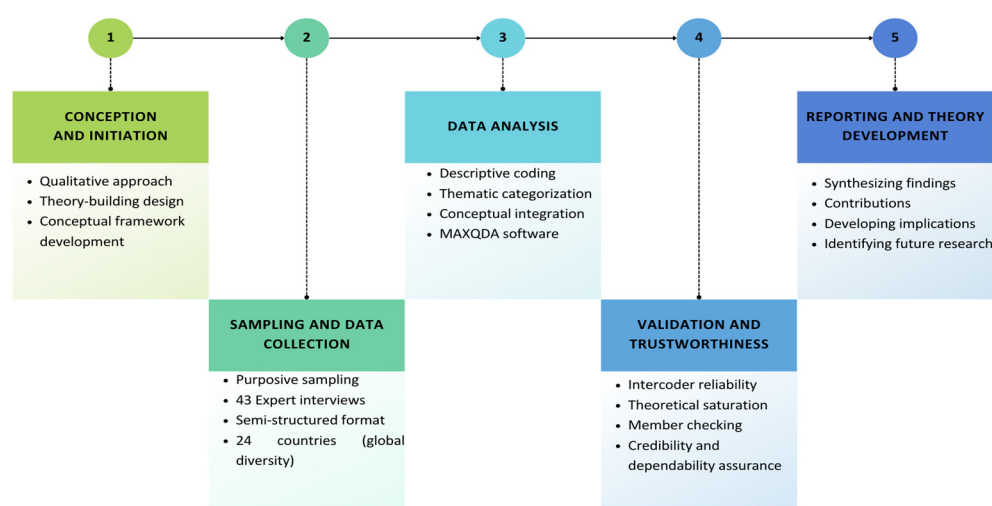 1
2
3
4
5
CONCEPTION
AND INITIATION
• Qualitative approach
• Theory-building design
• Conceptual framework
development
SAMPLING AND DATA
COLLECTION
• Purposive sampling
• 43 Expert interviews
• Semi-structured format
• 24 countries (global
diversity)
DATA ANALYSIS
• Descriptive coding
• Thematic categorization
• Conceptual integration
• MAXQDA software
VALIDATION AND
TRUSTWORTHINESS
• Intercoder reliability
• Theoretical saturation
• Member checking
• Credibility and
dependability assurance
REPORTING AND THEORY
DEVELOPMENT
• Synthesizing findings
• Contributions
• Developing implications
• Identifying future research